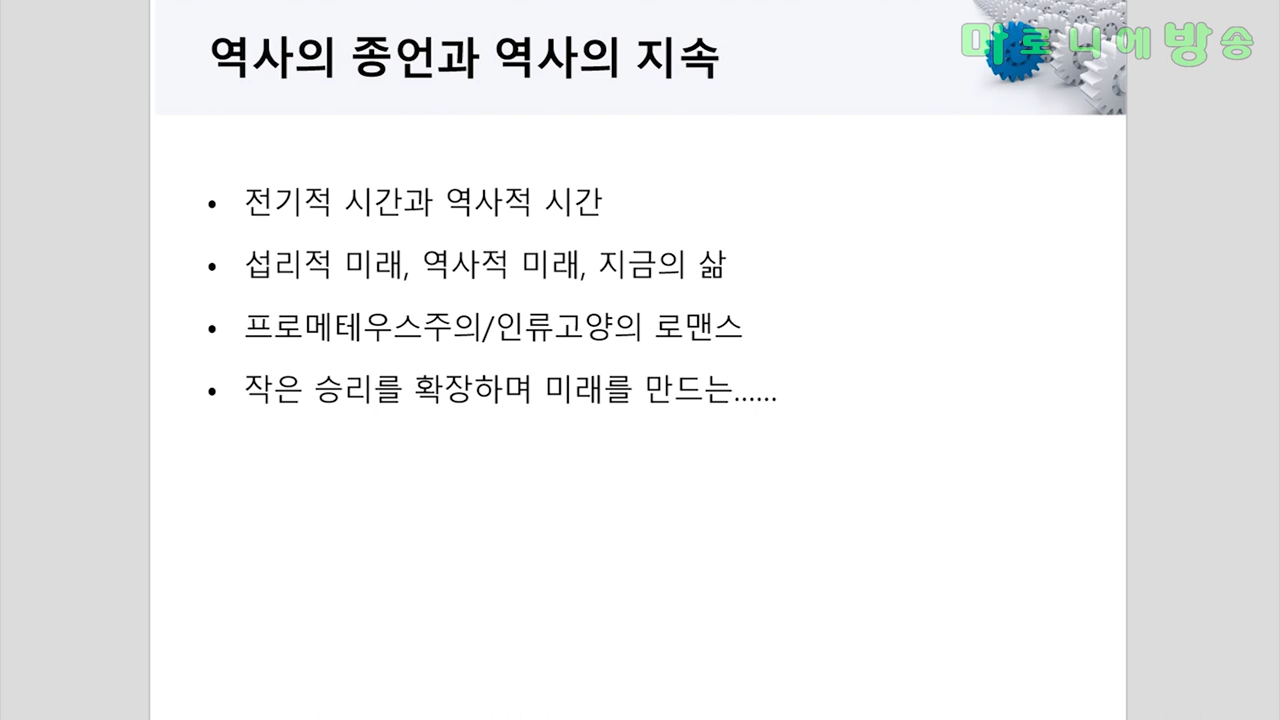 역사의 종언과 역사의 지속
마로니에방송
• 전기적 시간과 역사적 시간
• 섭리적 미래, 역사적 미래, 지금의 삶
• 프로메테우스주의/인류고양의 로맨스
• 작은 승리를 확장하며 미래를 만드는......